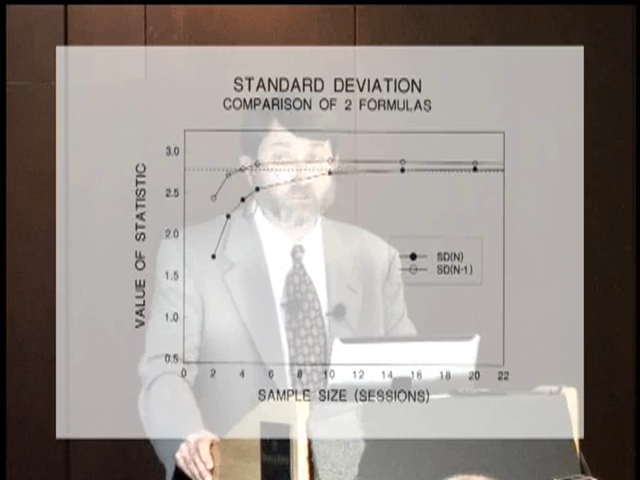 STANDARD DEVIATION
COMPARISON OF 2 FORMULAS
VALUE OF STATISTIC
3.0
2.5
2.0
1.5
1.0
0.5
0 2 4 6 8 10 12 14 16 18 20 22
SAMPLE SIZE (SESSIONS)
SD(N)
SD(N-1)